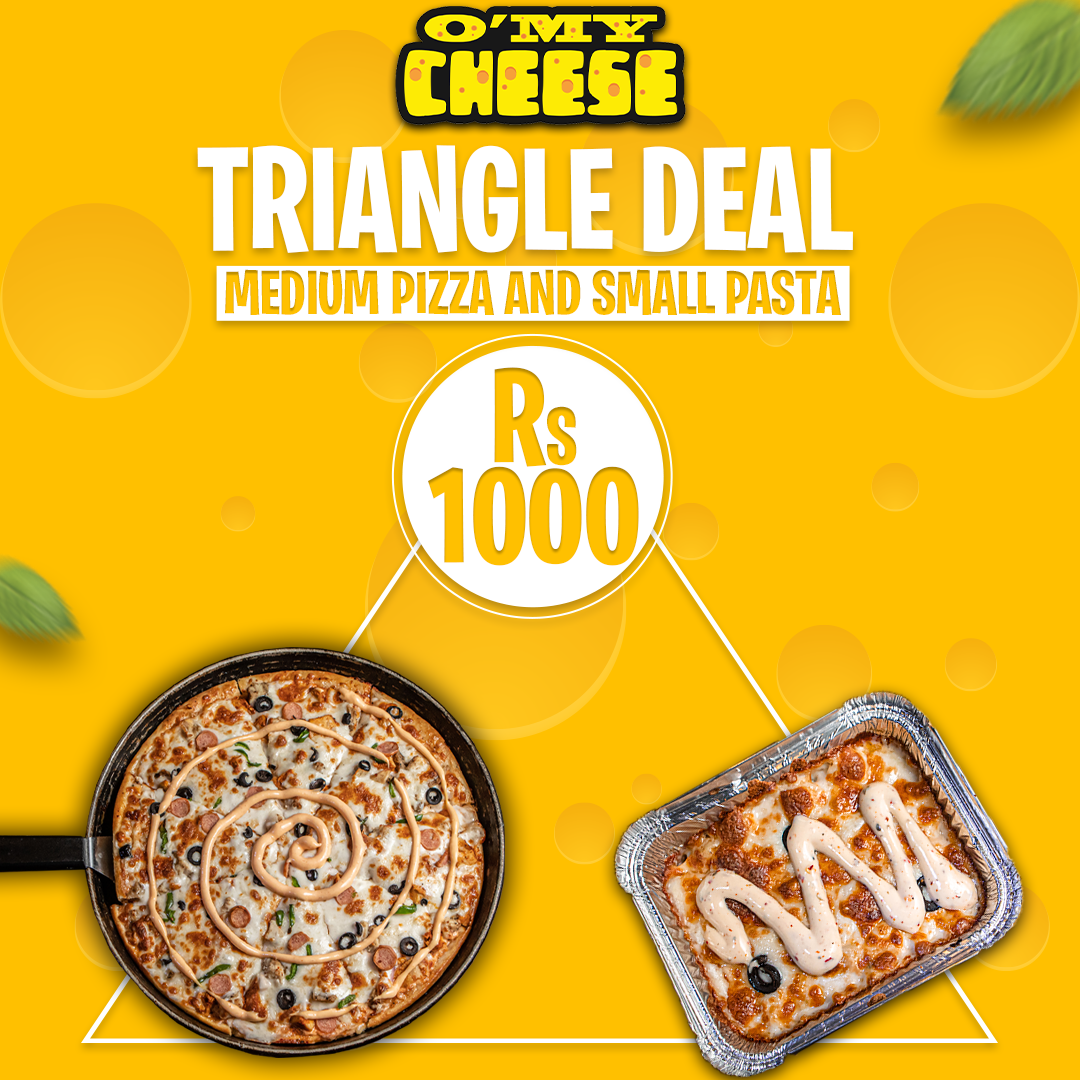 O'MY
CHEESE
TRIANGLE DEAL
MEDIUM PIZZA AND SMALL PASTA
Rs
1000